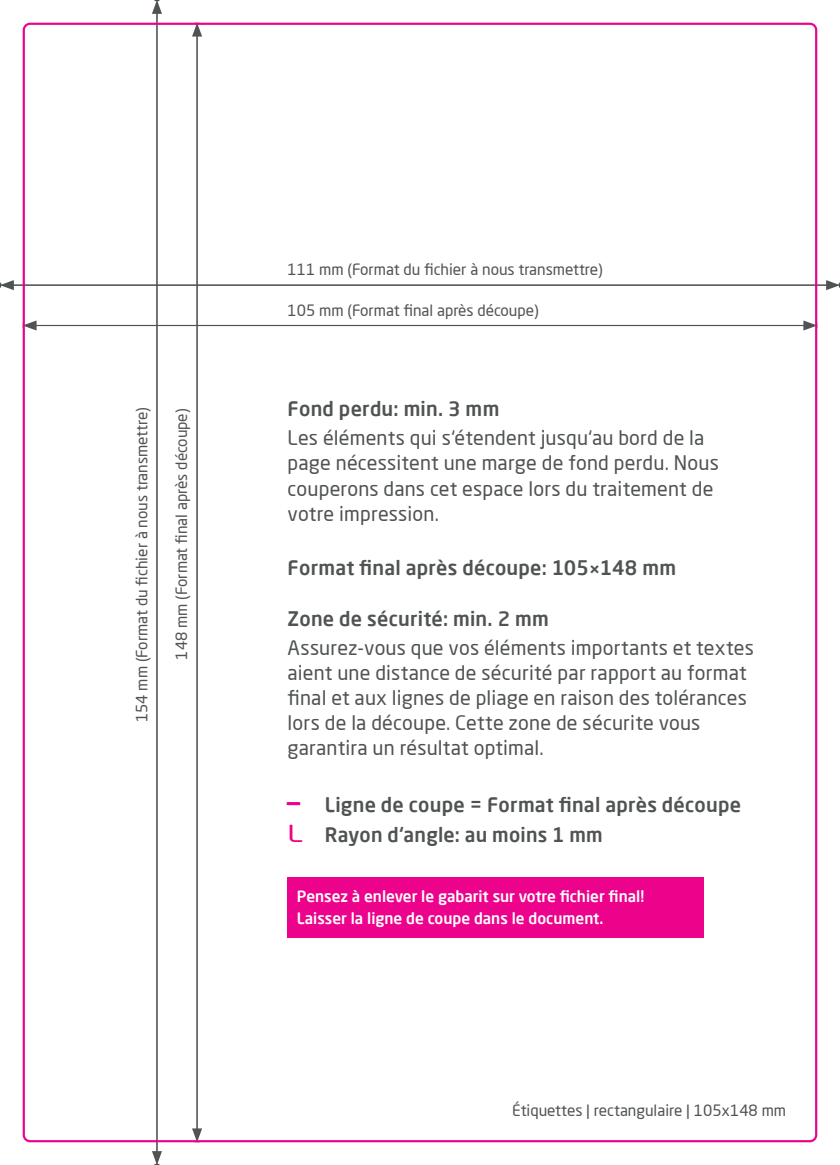 111 mm (Format du fichier à nous transmettre)
105 mm (Format final après découpe)
154 mm (Format du fichier à nous transmettre)
148 mm (Format final après découpe)
Fond perdu: min. 3 mm
Les éléments qui s‘étendent jusqu‘au bord de la
page nécessitent une marge de fond perdu. Nous
couperons dans cet espace lors du traitement de
votre impression.
Format final après découpe: 105×148 mm
Zone de sécurité: min. 2 mm
Assurez-vous que vos éléments importants et textes
aient une distance de sécurité par rapport au format
final et aux lignes de pliage en raison des tolérances
lors de la découpe. Cette zone de sécurite vous
garantira un résultat optimal.
Ligne de coupe = Format final après découpe
Rayon d‘angle: au moins 1 mm
Pensez à enlever le gabarit sur votre fichier final!
Laisser la ligne de coupe dans le document.
Étiquettes | rectangulaire | 105x148 mm